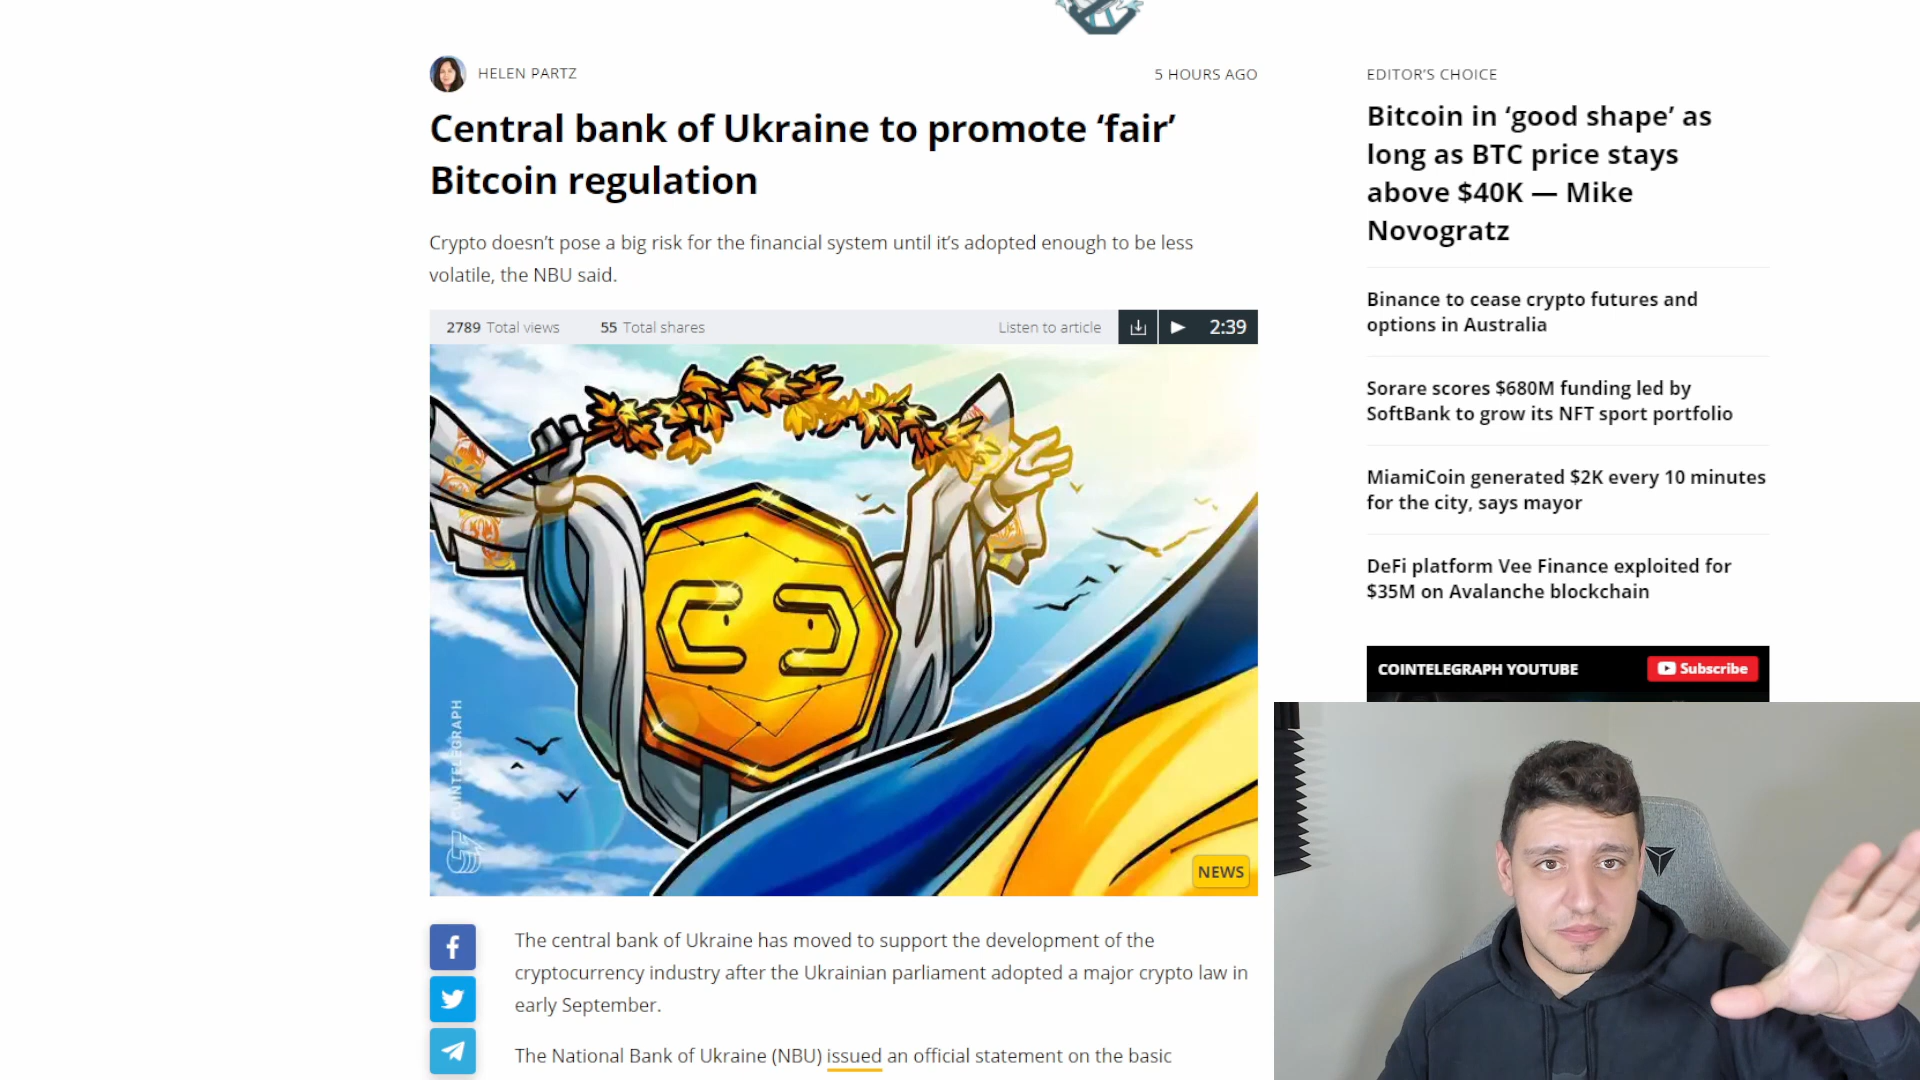 HELEN PARTZ
5 HOURS AGO
Central bank of Ukraine to promote ‘fair’
Bitcoin regulation
Crypto doesn’t pose a big risk for the financial system until it’s adopted enough to be less
volatile, the NBU said.
2789 Total views
55 Total shares
Listen to article
2:39
COINTELEGRAPH
NEWS
The central bank of Ukraine has moved to support the development of the
cryptocurrency industry after the Ukrainian parliament adopted a major crypto law in
early September.
The National Bank of Ukraine (NBU) issued an official statement on the basic
EDITOR’S CHOICE
Bitcoin in ‘good shape’ as
long as BTC price stays
above $40K — Mike
Novogratz
Binance to cease crypto futures and
options in Australia
Sorare scores $680M funding led by
SoftBank to grow its NFT sport portfolio
MiamiCoin generated $2K every 10 minutes
for the city, says mayor
DeFi platform Vee Finance exploited for
$35M on Avalanche blockchain
COINTELEGRAPH YOUTUBE
Subscribe